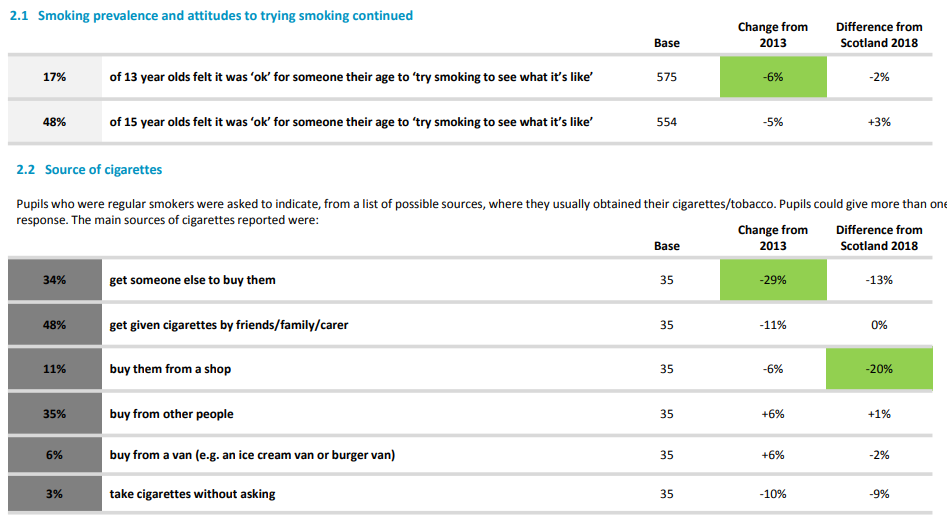 2.1 Smoking prevalence and attitudes to trying smoking continued
Base Change from 2013 Difference from Scotland 2018
17% of 13 year olds felt it was ‘ok’ for someone their age to ‘try smoking to see what it’s like’ 575 -6% -2%
48% of 15 year olds felt it was ‘ok’ for someone their age to ‘try smoking to see what it’s like’ 554 -5% +3%
2.2 Source of cigarettes
Pupils who were regular smokers were asked to indicate, from a list of possible sources, where they usually obtained their cigarettes/tobacco. Pupils could give more than one
response. The main sources of cigarettes reported were:
Base Change from 2013 Difference from Scotland 2018
34% get someone else to buy them 35 -29% -13%
48% get given cigarettes by friends/family/carer 35 -11% 0%
11% buy them from a shop 35 -6% -20%
35% buy from other people 35 +6% +1%
6% buy from a van (e.g. an ice cream van or burger van) 35 +6% -2%
3% take cigarettes without asking 35 -10% -9%